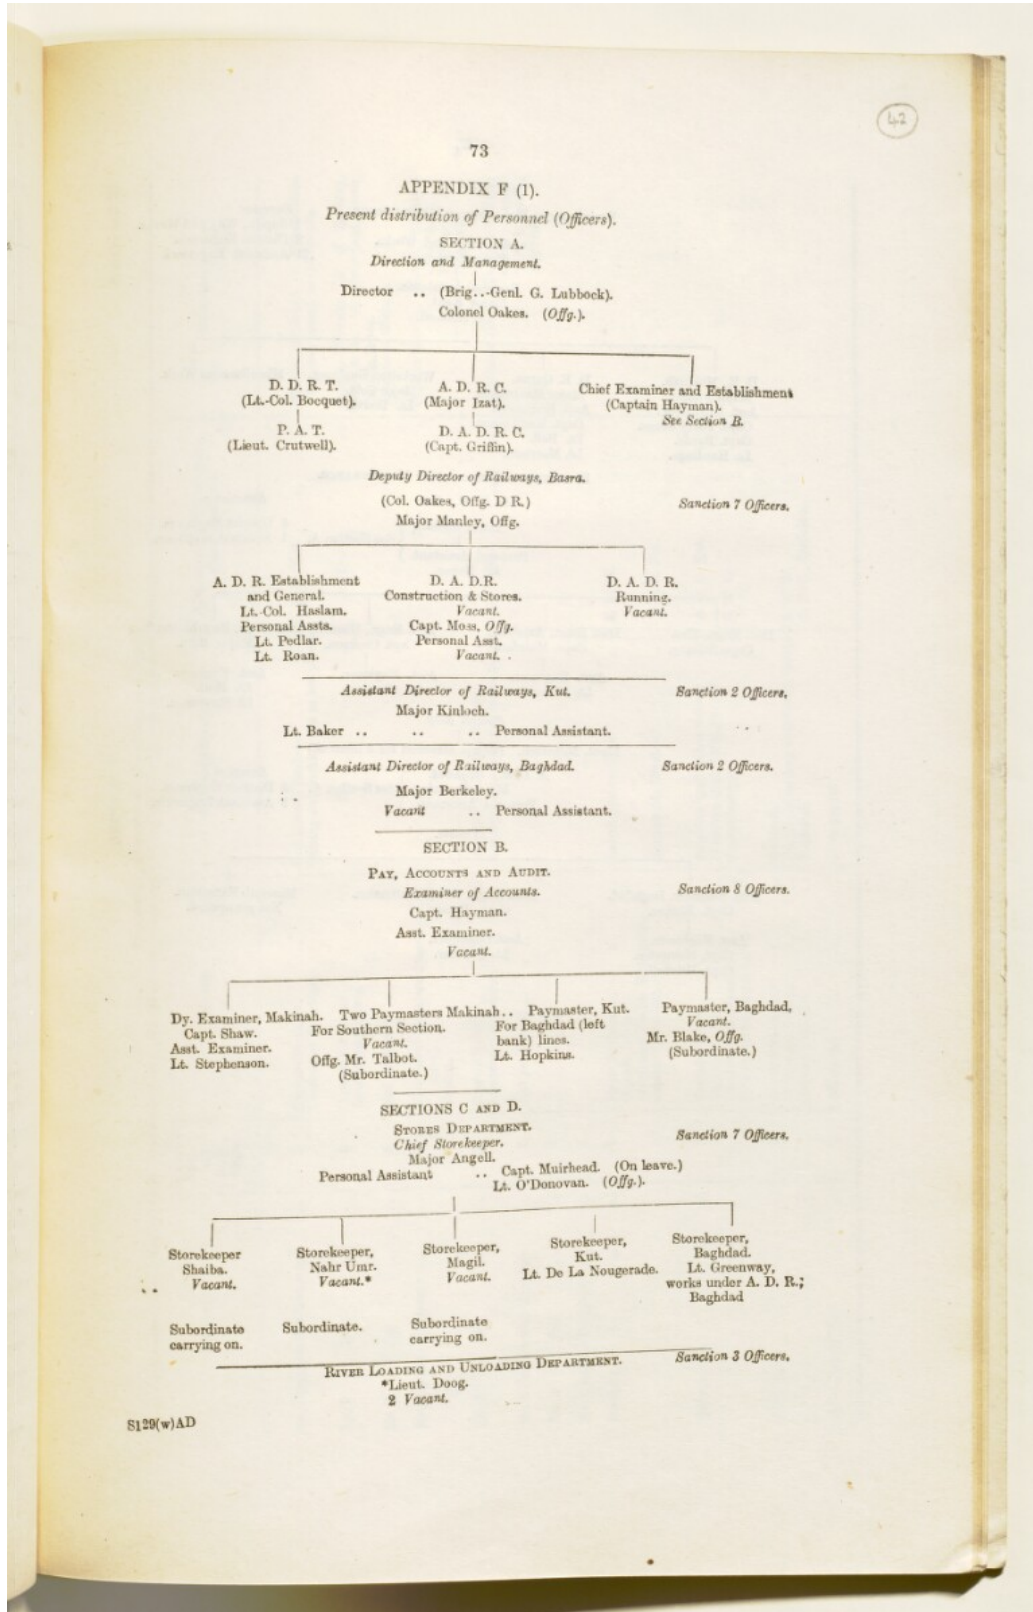 42
73
APPENDIX F (1).
Present distribution of Personnel (Officers).
SECTION A.
Direction and Management.
Director .. (Brig..-Genl. G. Lubbock).
Colonel Oakes. (Offg.).
D. D. R. T.
(Lt.-Col. Bocquet).
P. A. T.
(Lieut. Crutwell).
A. D. R. C.
(Major Izat).
D. A. D. R. C.
(Capt. Griffin).
Chief Examiner and Establishment
(Captain Hayman).
See Section B.
Deputy Director of Railways, Basra.
(Col. Oakes, Offg. D R.)
Sanction 7 Officers.
Major Manley, Offg.
A. D. R. Establishment
and General.
Lt.-Col. Haslam.
Personal Assts.
Lt. Pedlar.
Lt. Roan.
D. A. D.R.
Construction & Stores.
Vacant.
Capt. Moss, Offg.
Personal Asst.
Vacant.
D. A. D. R.
Running.
Vacant.
Assistant Director of Railways, Kut. Sanction 2 Officers.
Major Kinloch.
Lt. Baker .. .. .. Personal Assistant.
Assistant Director of Railways, Baghdad. Sanction 2 Officers.
Major Berkeley.
Vacant .. Personal Assistant.
SECTION B.
PAY, ACCOUNTS AND AUDIT.
Examiner of Accounts. Sanction 8 Officers.
Capt. Hayman.
Asst. Examiner.
Vacant.
Dy. Examiner, Makinah.
Capt. Shaw.
Asst. Examiner.
Lt. Stephenson.
Two Paymasters Makinah..
For Southern Section.
Vacant.
Offg. Mr. Talbot.
(Subordinate.)
Paymaster, Kut.
For Baghdad (left
bank) lines.
Lt. Hopkins.
Paymaster, Baghdad,
Vacant.
Mr. Blake, Offg.
(Subordinate.)
SECTIONS C AND D.
STORES DEPARTMENT.
Chief Storekeeper. Sanction 7 Officers.
Major Angell.
Personal Assistant .. Capt. Muirhead. (On leave.)
Lt. O'Donovan. (Offg.).
Storekeeper
Shaiba.
Vacant.
Subordinate
carrying on.
Storekeeper,
Nahr Umr.
Vacant.*
Subordinate.
Storekeeper,
Magil.
Vacant.
Subordinate
carrying on.
Storekeeper,
Kut.
Lt. De La Nougerade.
Storekeeper,
Baghdad.
Lt. Greenway,
works under A. D. R.;
Baghdad
RIVER LOADING AND UNLOADING DEPARTMENT. Sanction 3 Officers.
*Lieut. Doog.
2 Vacant.
S129(w)AD